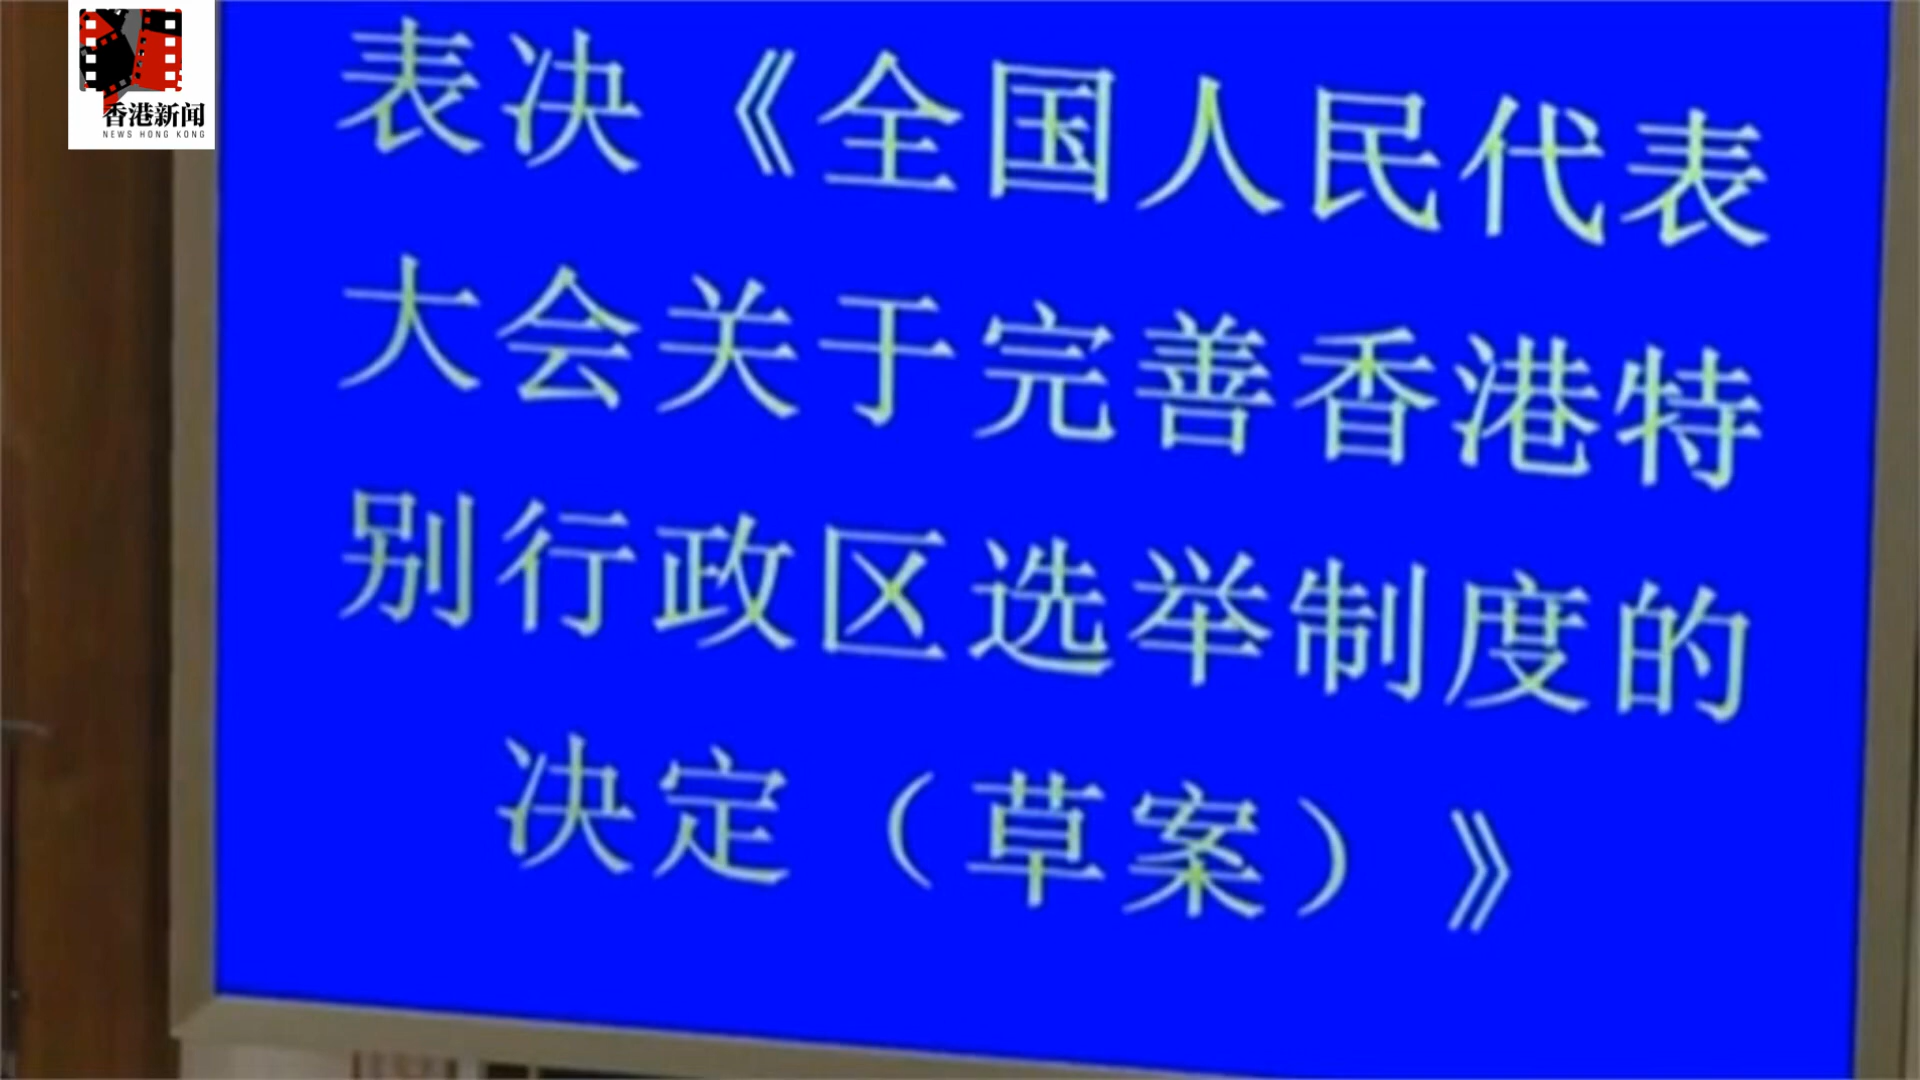 香港新闻
NEWS HONG KONG
表决《全国人民代表
大会关于完善香港特
别行政区选举制度的
决定（草案）》